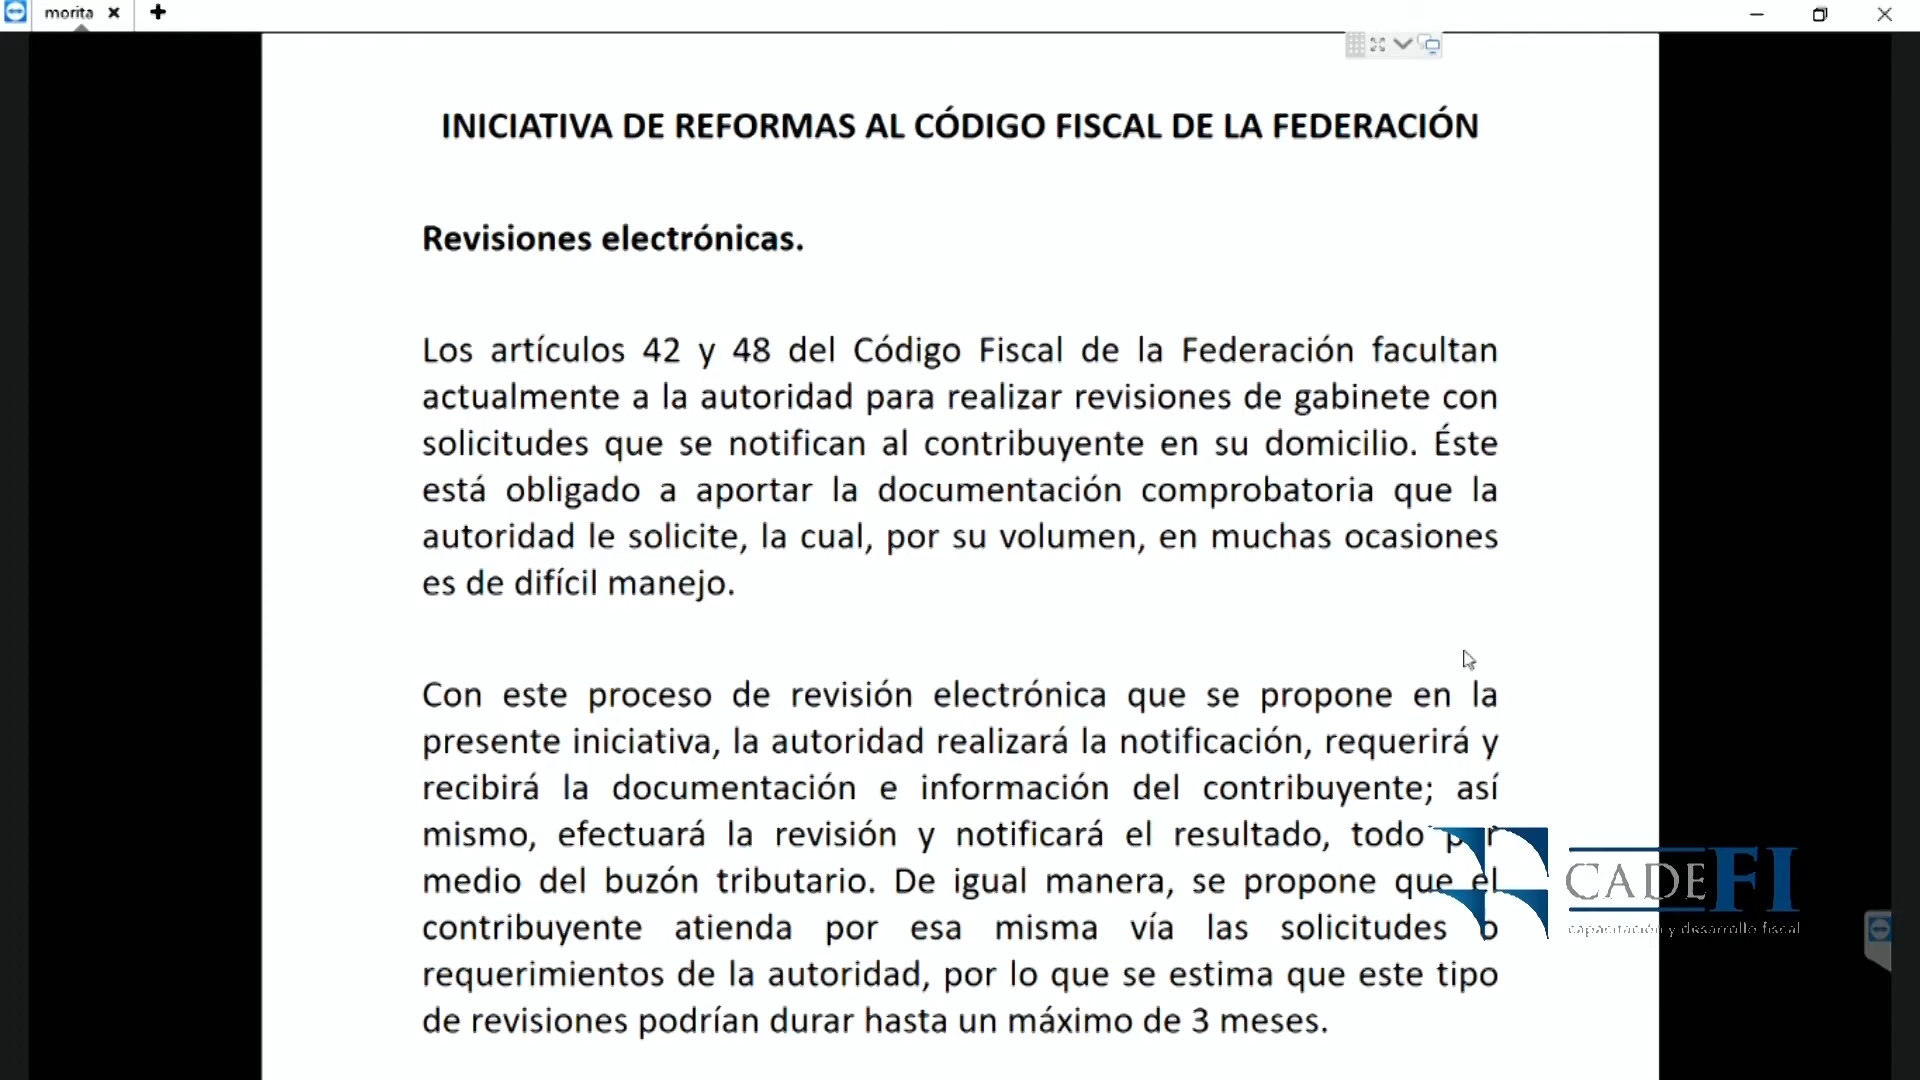 morita
INICIATIVA DE REFORMAS AL CÓDIGO FISCAL DE LA FEDERACIÓN
Revisiones electrónicas.
Los artículos 42 y 48 del Código Fiscal de la Federación facultan
actualmente a la autoridad para realizar revisiones de gabinete con
solicitudes que se notifican al contribuyente en su domicilio. Éste
está obligado a aportar la documentación comprobatoria que la
autoridad le solicite, la cual, por su volumen, en muchas ocasiones
es de difícil manejo.
Con este proceso de revisión electrónica que se propone en la
presente iniciativa, la autoridad realizará la notificación, requerirá y
recibirá la documentación e información del contribuyente; así
mismo, efectuará la revisión y notificará el resultado, todo por
medio del buzón tributario. De igual manera, se propone que el
contribuyente atienda por esa misma vía las solicitudes o
requerimientos de la autoridad, por lo que se estima que este tipo
de revisiones podrían durar hasta un máximo de 3 meses.
CADEFI
capacitación y desarrollo fiscal